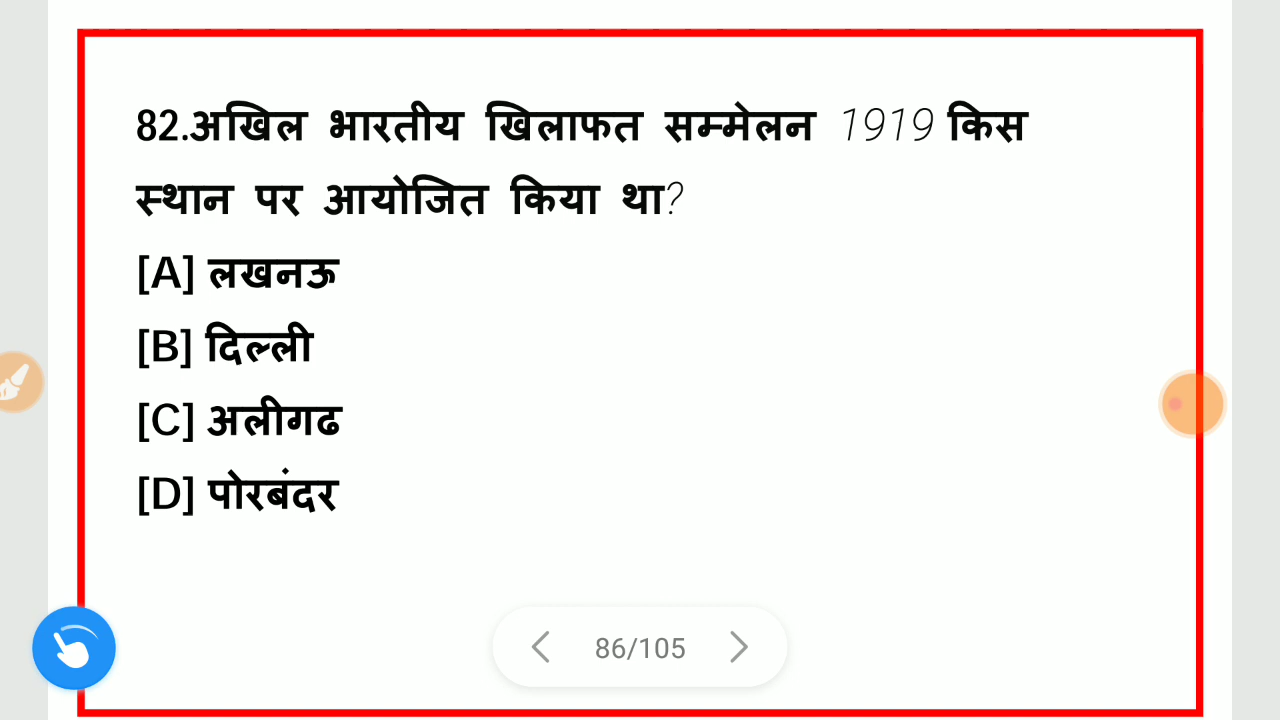 82.अखिल भारतीय खिलाफत सम्मेलन 1919 किस
स्थान पर आयोजित किया था?
[A] लखनऊ
[B] दिल्ली
[C] अलीगढ
[D] पोरबंदर
86/105